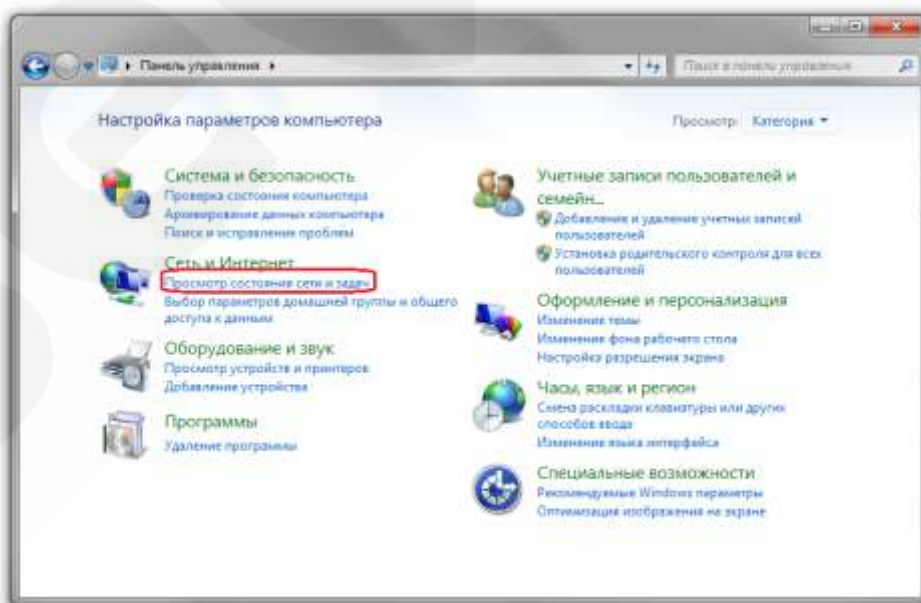 Панель управления
Поиск в панели управления
Настройка параметров компьютера
Просмотр: Категория
Система и безопасность
Проверка состояния компьютера
Архивирование данных компьютера
Поиск и исправление проблем
Сеть и Интернет
Просмотр состояния сети и задач
Выбор параметров домашней группы и общего
доступа к данным
Оборудование и звук
Просмотр устройств и принтеров
Добавление устройства
Программы
Удаление программы
Учетные записи пользователей и
семейн...
Добавление и удаление учетных записей
пользователей
Установка родительского контроля для всех
пользователей
Оформление и персонализация
Изменение темы
Изменение фона рабочего стола
Настройка разрешения экрана
Часы, язык и регион
Смена раскладки клавиатуры или других
способов ввода
Изменение языка интерфейса
Специальные возможности
Рекомендуемые Windows параметры
Оптимизация изображения на экране